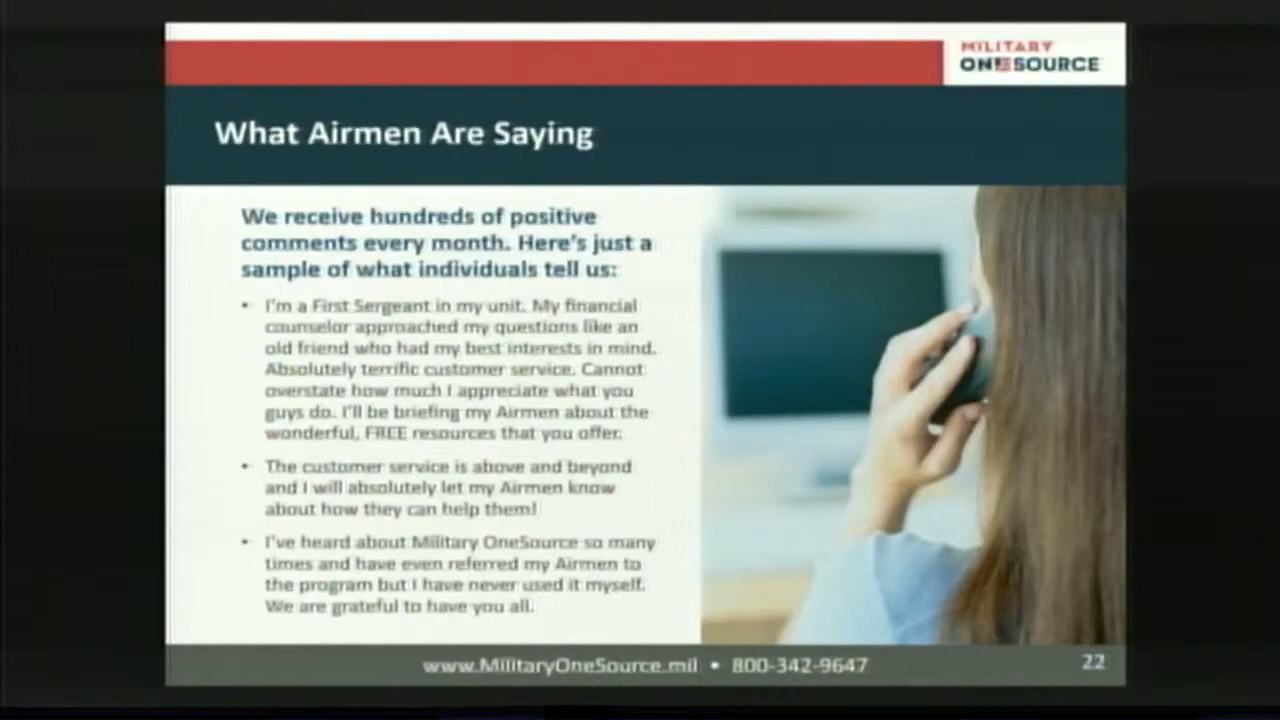 MILITARY
ONESOURCE
What Airmen Are Saying
We receive hundreds of positive
comments every month. Here's just a
sample of what individuals tell us:
• I'm a First Sergeant in my unit. My financial
counselor approached my questions like an
old friend who had my best interests in mind.
Absolutely terrific customer service. Cannot
overstate how much I appreciate what you
guys do. I'll be briefing my Airmen about the
wonderful, FREE resources that you offer.
• The customer service is above and beyond
and I will absolutely let my Airmen know
about how they can help them!
• I've heard about Military OneSource so many
times and have even referred my Airmen to
the program but I have never used it myself.
We are grateful to have you all.
www.MilitaryOneSource.mil • 800-342-9647
22